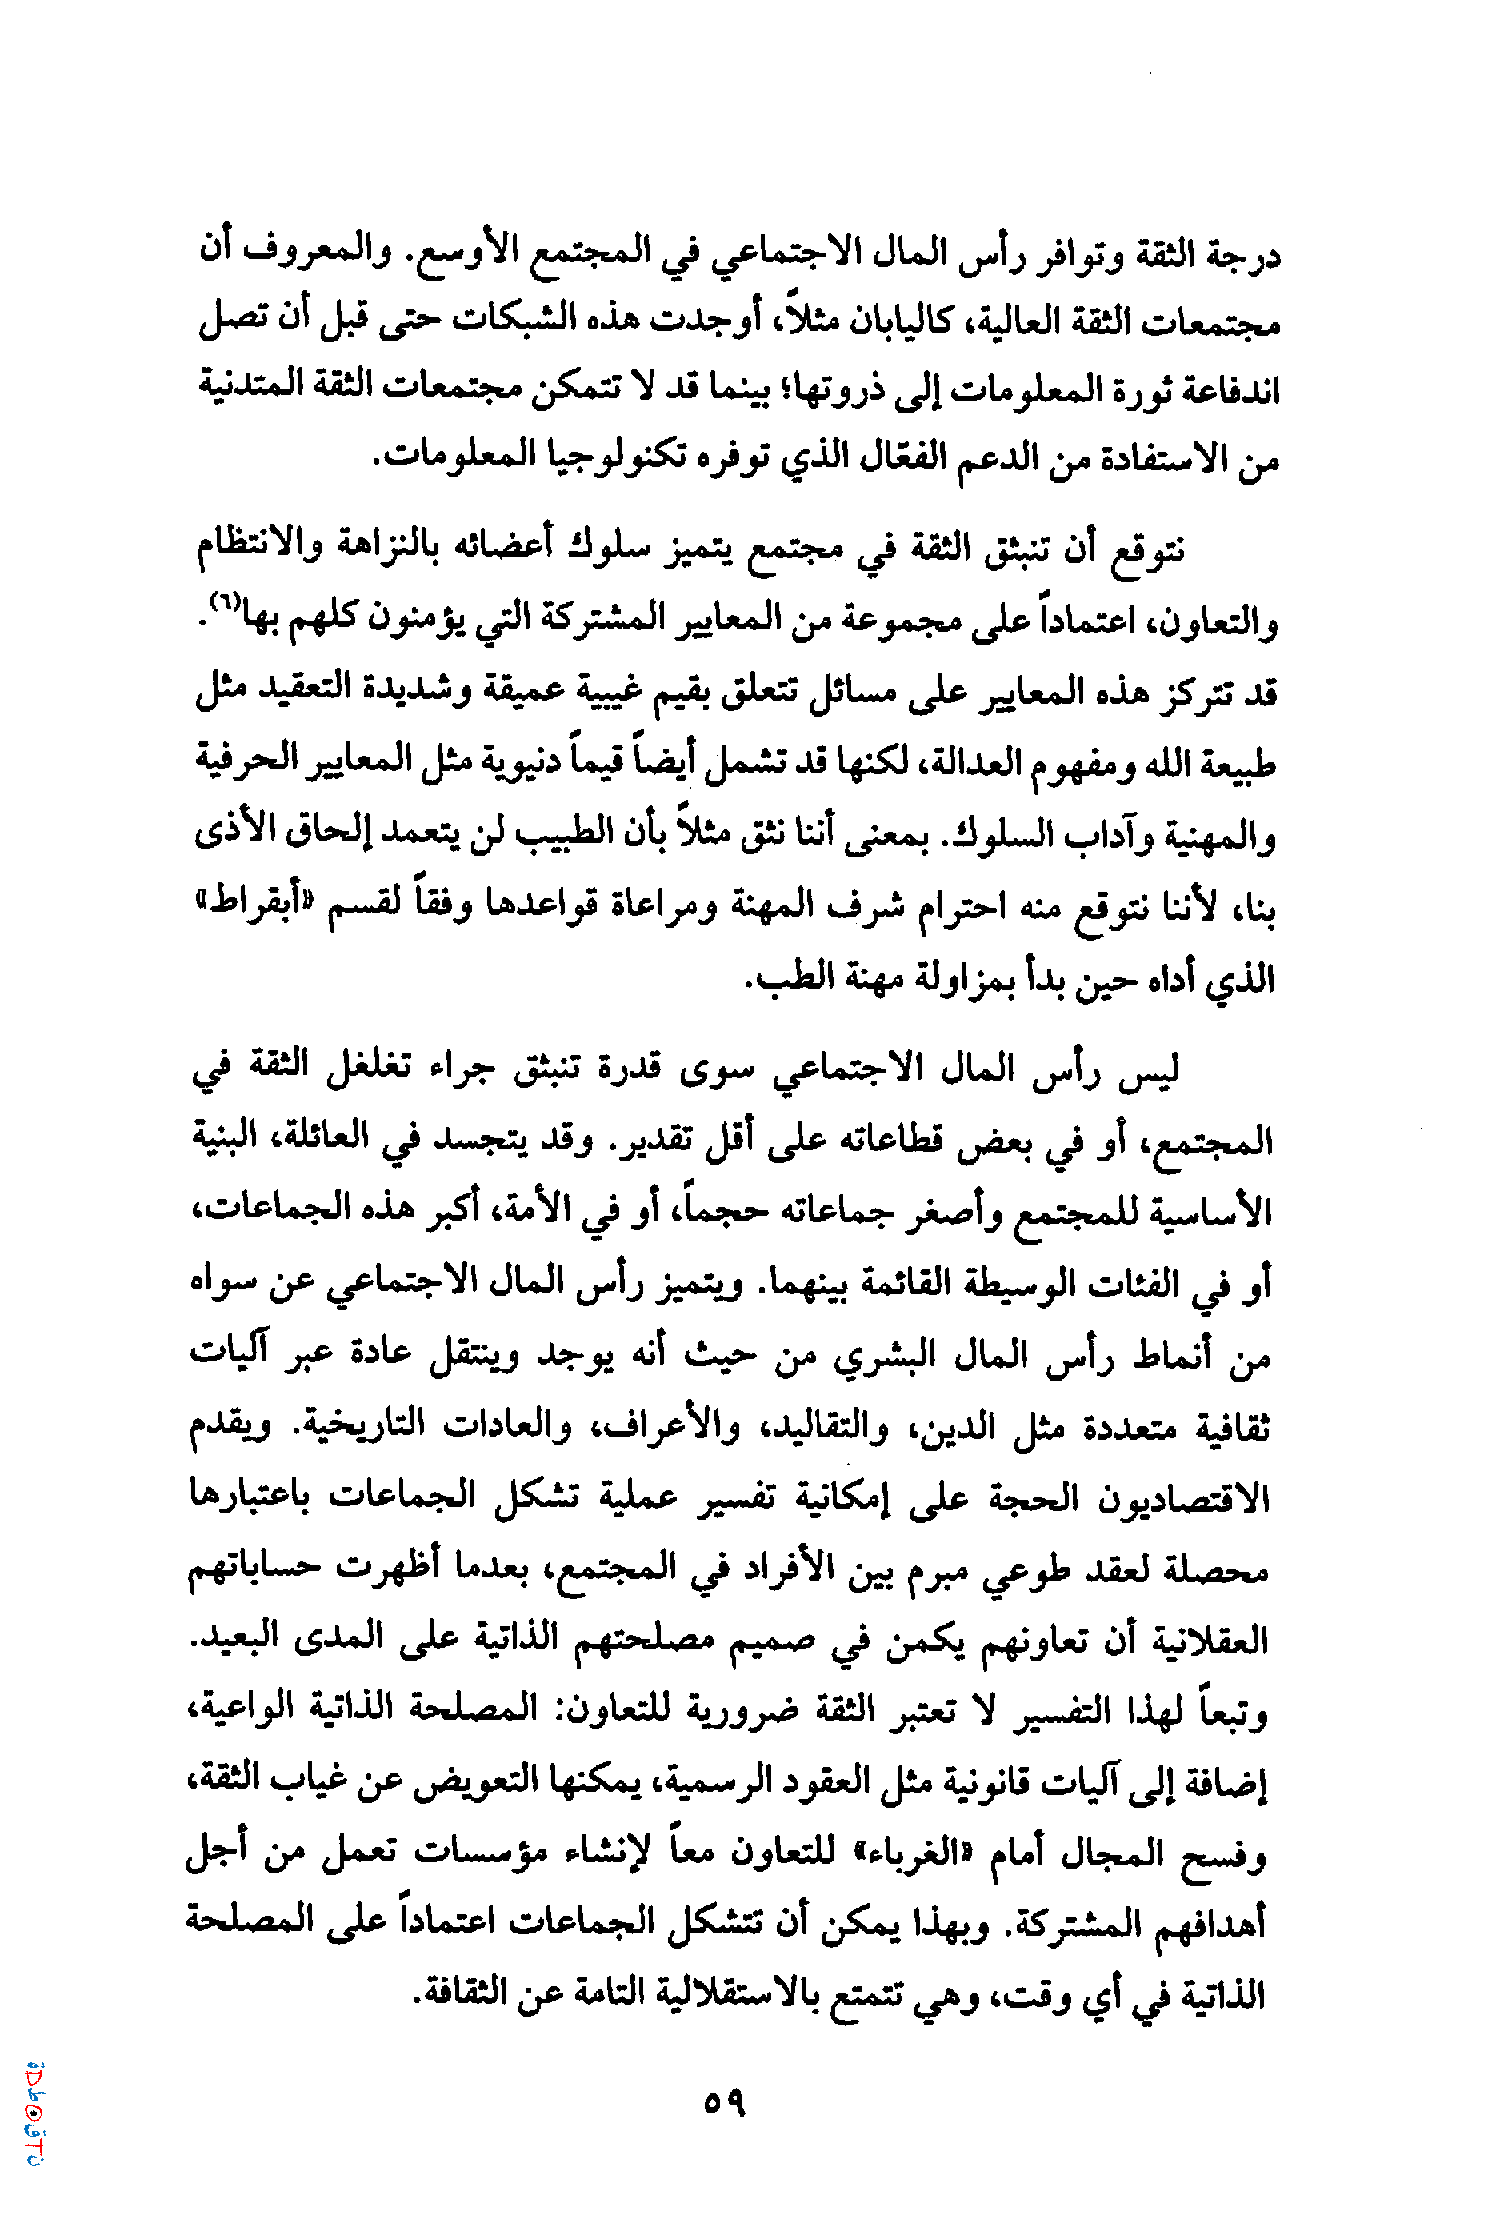 درجة الثقة وتوافر رأس المال الاجتماعي في المجتمع الأوسع. والمعروف أن
مجتمعات الثقة العالية، كاليابان مثلاً، أوجدت هذه الشبكات حتى قبل أن تصل
اندفاعة ثورة المعلومات إلى ذروتها؛ بينما قد لا تتمكن مجتمعات الثقة المتدنية
من الاستفادة من الدعم الفعّال الذي توفره تكنولوجيا المعلومات.
نتوقع أن تنبثق الثقة في مجتمع يتميز سلوك أعضائه بالنزاهة والانتظام
والتعاون، اعتماداً على مجموعة من المعايير المشتركة التي يؤمنون كلهم بها(٦).
قد تتركز هذه المعايير على مسائل تتعلق بقيم غيبية عميقة وشديدة التعقيد مثل
طبيعة الله ومفهوم العدالة، لكنها قد تشمل أيضاً قيماً دنيوية مثل المعايير الحرفية
والمهنية وآداب السلوك. بمعنى أننا نثق مثلاً بأن الطبيب لن يتعمد إلحاق الأذى
بنا، لأننا نتوقع منه احترام شرف المهنة ومراعاة قواعدها وفقاً لقسم «أبقراط»
الذي أداه حين بدأ بمزاولة مهنة الطب.
ليس رأس المال الاجتماعي سوى قدرة تنبثق جراء تغلغل الثقة في
المجتمع، أو في بعض قطاعاته على أقل تقدير. وقد يتجسد في العائلة، البنية
الأساسية للمجتمع وأصغر جماعاته حجماً، أو في الأمة، أكبر هذه الجماعات،
أو في الفئات الوسيطة القائمة بينهما. ويتميز رأس المال الاجتماعي عن سواه
من أنماط رأس المال البشري من حيث أنه يوجد وينتقل عادة عبر آليات
ثقافية متعددة مثل الدين، والتقاليد، والأعراف، والعادات التاريخية. ويقدم
الاقتصاديون الحجة على إمكانية تفسير عملية تشكل الجماعات باعتبارها
محصلة لعقد طوعي مبرم بين الأفراد في المجتمع، بعدما أظهرت حساباتهم
العقلانية أن تعاونهم يكمن في صميم مصلحتهم الذاتية على المدى البعيد.
وتبعاً لهذا التفسير لا تعتبر الثقة ضرورية للتعاون: المصلحة الذاتية الواعية،
إضافة إلى آليات قانونية مثل العقود الرسمية، يمكنها التعويض عن غياب الثقة،
وفسح المجال أمام «الغرباء» للتعاون معاً لإنشاء مؤسسات تعمل من أجل
أهدافهم المشتركة. وبهذا يمكن أن تتشكل الجماعات اعتماداً على المصلحة
الذاتية في أي وقت، وهي تتمتع بالاستقلالية التامة عن الثقافة.
٥٩